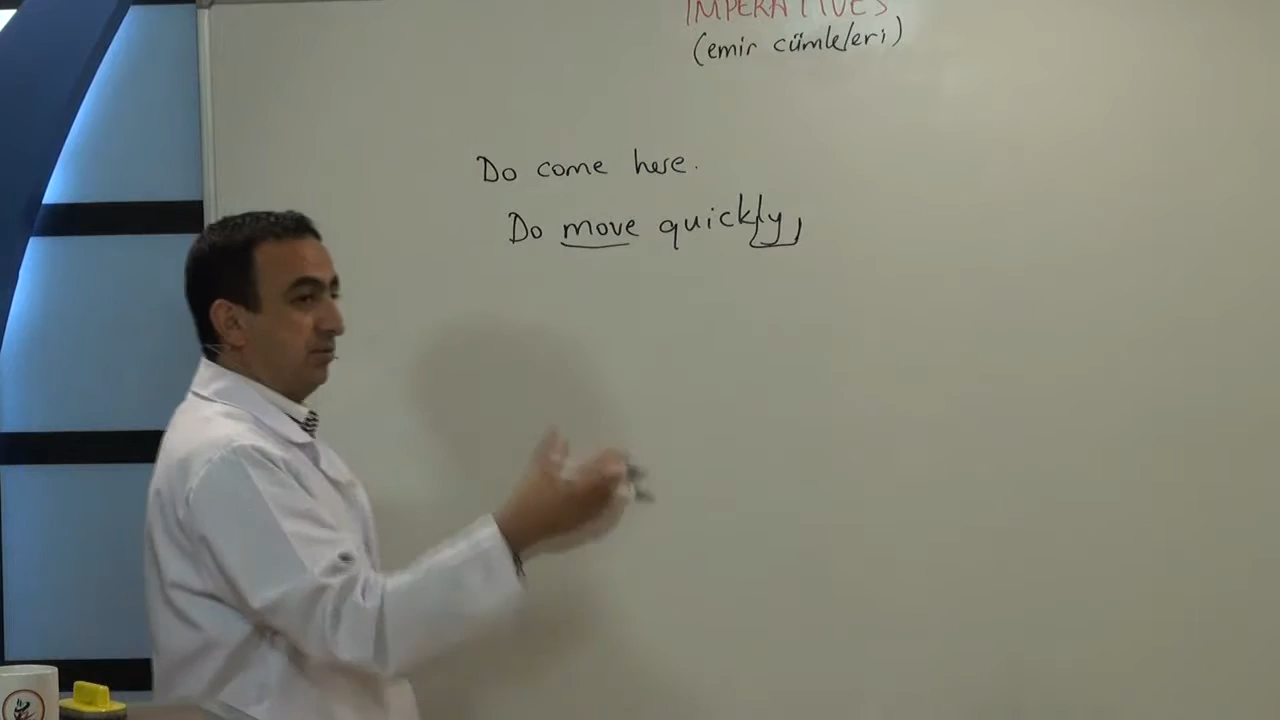 IMPERATIVES
(emir cümleleri)
Do come here.
Do move quickly,